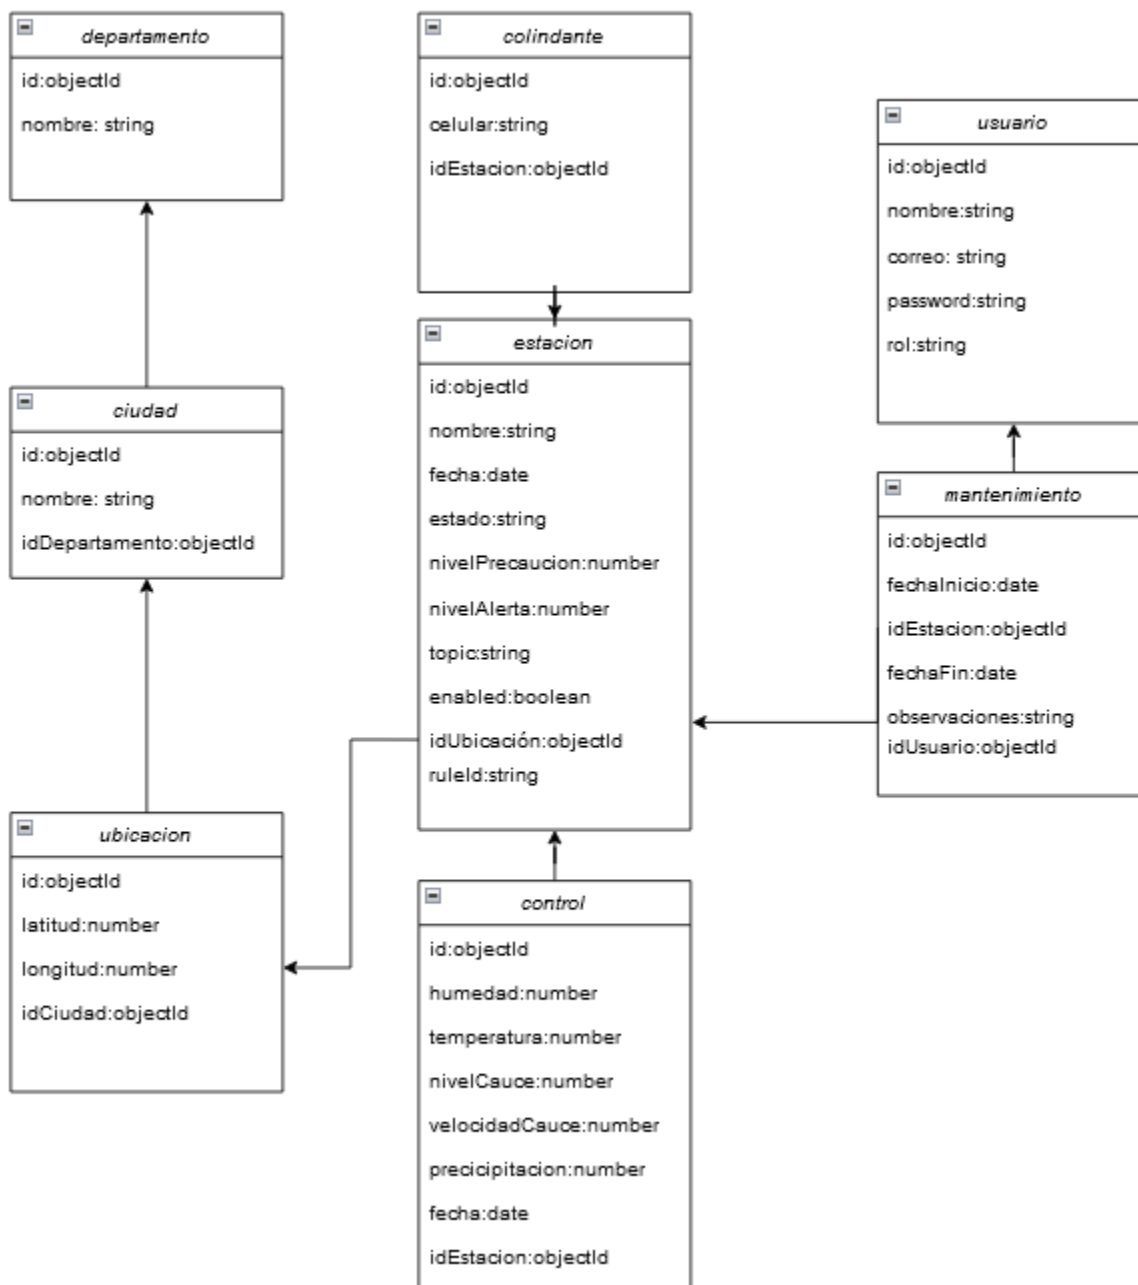 departamento
id:objectId
nombre: string
colindante
id:objectId
celular:string
idEstacion:objectId
usuario
id:objectId
nombre:string
correo: string
password:string
rol:string
ciudad
id:objectId
nombre: string
idDepartamento:objectId
estacion
id:objectId
nombre:string
fecha:date
estado:string
nivelPrecaucion:number
nivelAlerta:number
topic:string
enabled:boolean
idUbicación:objectId
ruleId:string
mantenimiento
id:objectId
fechaInicio:date
idEstacion:objectId
fechaFin:date
observaciones:string
idUsuario:objectId
ubicacion
id:objectId
latitud:number
longitud:number
idCiudad:objectId
control
id:objectId
humedad:number
temperatura:number
nivelCauce:number
velocidadCauce:number
precicipitacion:number
fecha:date
idEstacion:objectId